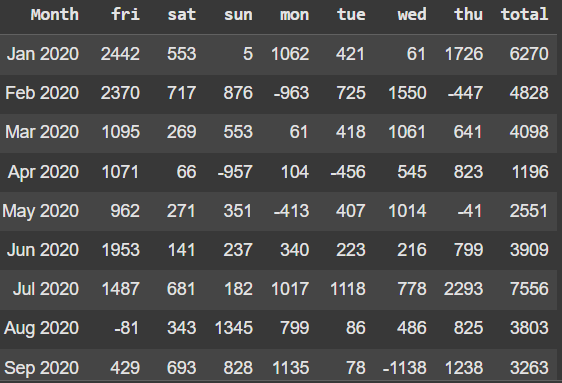 Month fri sat sun mon tue wed thu total
Jan 2020 2442 553 5 1062 421 61 1726 6270
Feb 2020 2370 717 876 -963 725 1550 -447 4828
Mar 2020 1095 269 553 61 418 1061 641 4098
Apr 2020 1071 66 -957 104 -456 545 823 1196
May 2020 962 271 351 -413 407 1014 -41 2551
Jun 2020 1953 141 237 340 223 216 799 3909
Jul 2020 1487 681 182 1017 1118 778 2293 7556
Aug 2020 -81 343 1345 799 86 486 825 3803
Sep 2020 429 693 828 1135 78 -1138 1238 3263